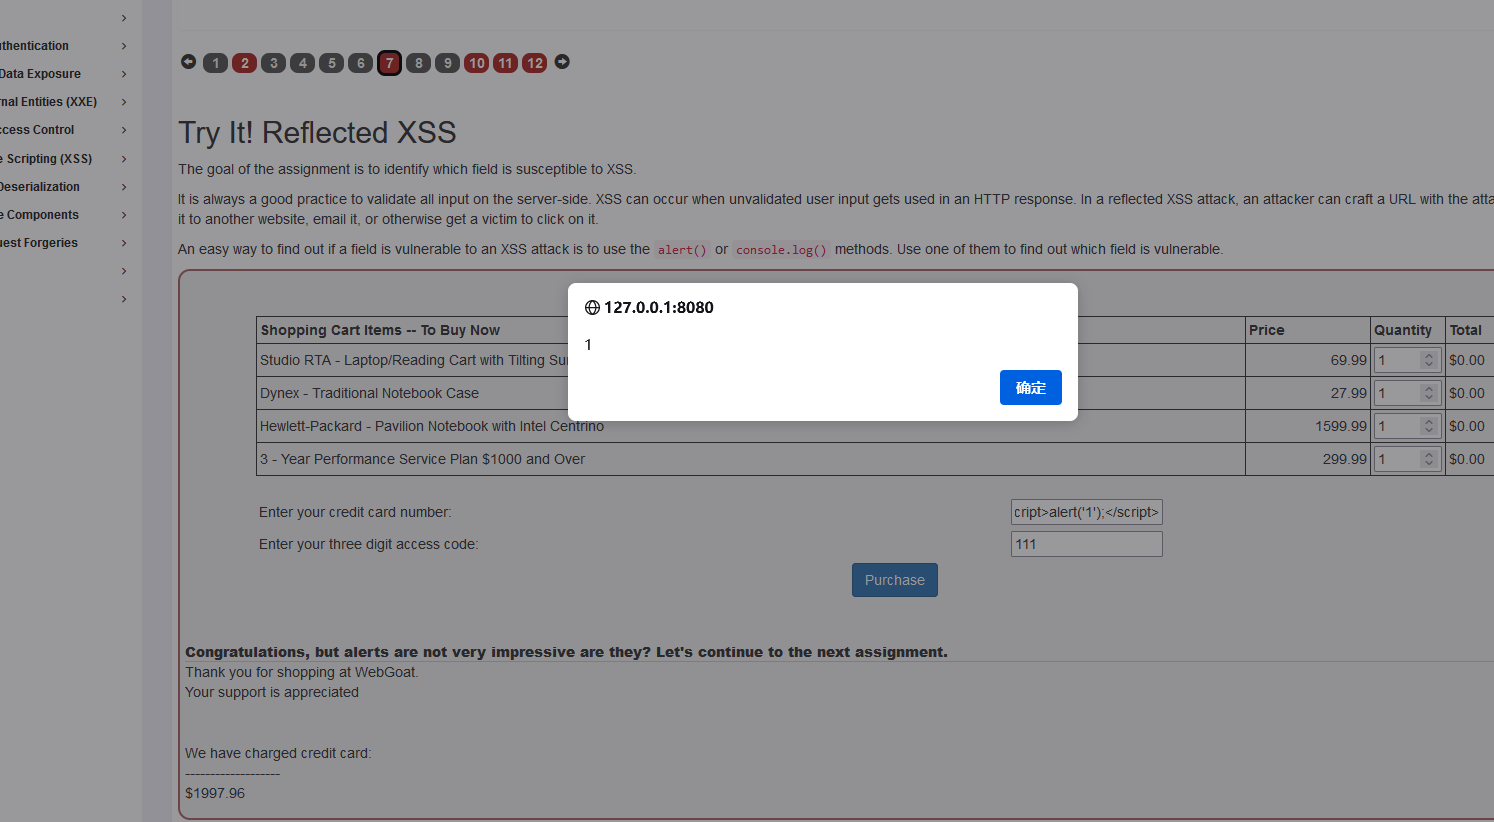 1 2 3 4 5 6 7 8 9 10 11 12
uthentication
Data Exposure
rnal Entities (XXE)
ccess Control
e Scripting (XSS)
Deserialization
e Components
uest Forgeries
Try It! Reflected XSS
The goal of the assignment is to identify which field is susceptible to XSS.
It is always a good practice to validate all input on the server-side. XSS can occur when unvalidated user input gets used in an HTTP response. In a reflected XSS attack, an attacker can craft a URL with the atta
it to another website, email it, or otherwise get a victim to click on it.
An easy way to find out if a field is vulnerable to an XSS attack is to use the alert() or console.log() methods. Use one of them to find out which field is vulnerable.
127.0.0.1:8080
1
确定
Shopping Cart Items -- To Buy Now Price Quantity Total
Studio RTA - Laptop/Reading Cart with Tilting Su 69.99 1 $0.00
Dynex - Traditional Notebook Case 27.99 1 $0.00
Hewlett-Packard - Pavilion Notebook with Intel Centrino 1599.99 1 $0.00
3 - Year Performance Service Plan $1000 and Over 299.99 1 $0.00
Enter your credit card number: cript>alert('1');</script>
Enter your three digit access code: 111
Purchase
Congratulations, but alerts are not very impressive are they? Let's continue to the next assignment.
Thank you for shopping at WebGoat.
Your support is appreciated
We have charged credit card:
-------------------
$1997.96